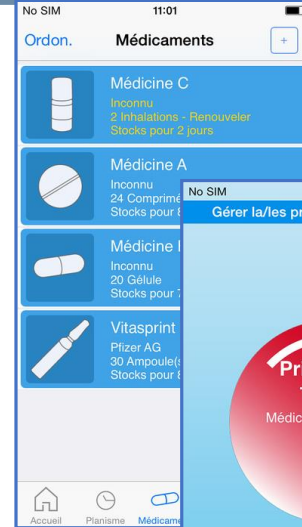 No SIM 11:01
Ordon. Médicaments +
Médicine C
Inconnu
2 Inhalations - Renouveler
Stocks pour 2 jours
Médicine A
Inconnu
24 Comprimé
Stocks pour
Médicine
Inconnu
20 Gélule
Stocks pour
Vitasprint
Pfizer AG
30 Ampoule(s
Stocks pour
Accueil Planisme Médicame
No SIM
Gérer la/les pr
Pr
Médic